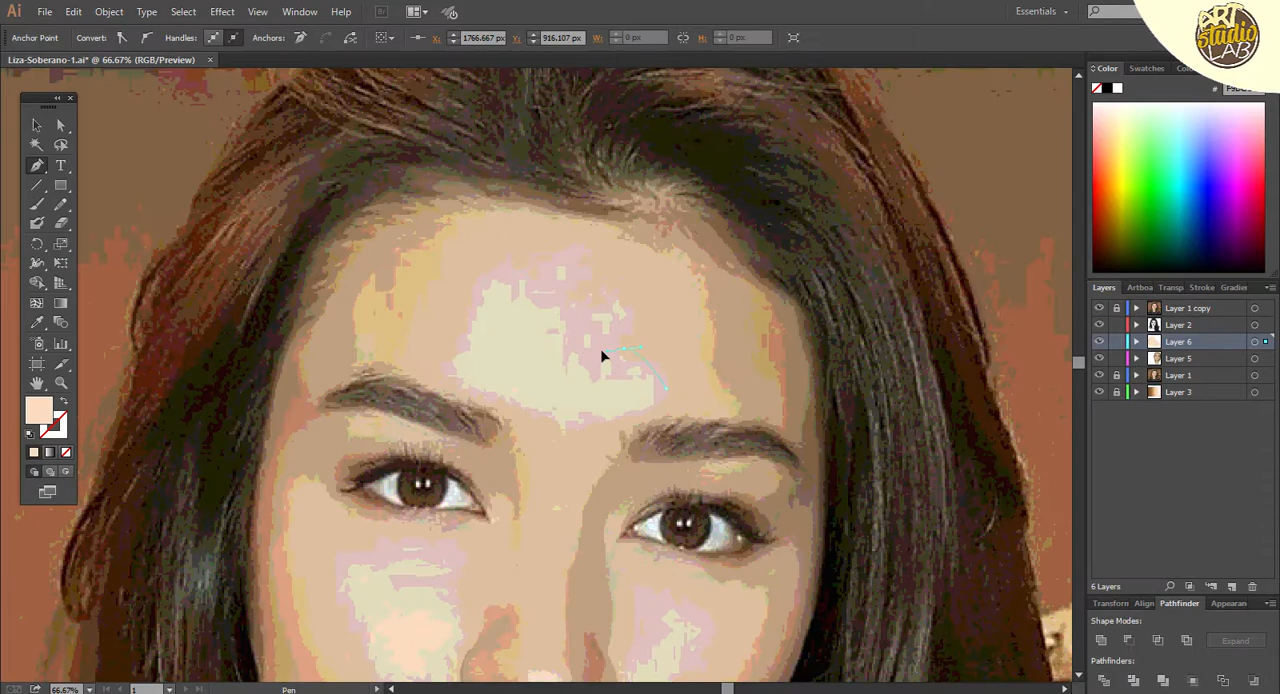 Ai File Edit Object Type Select Effect View Window Help Br Essentials
ART studio LAB
Anchor Point Convert: Handles: Anchors: X: 1766.667 px Y: 916.107 px W: 0 px H: 0 px
Liza-Soberano-1.ai* @ 66.67% (RGB/Preview) ×
Color Swatches
#
T
Layers Artboa Transp Stroke Gradier
Layer 1 copy
Layer 2
Layer 6
Layer 5
Layer 1
Layer 3
6 Layers
Transform Align Pathfinder Appearan
Shape Modes:
Expand
Pathfinders:
66.67% 1 Pen